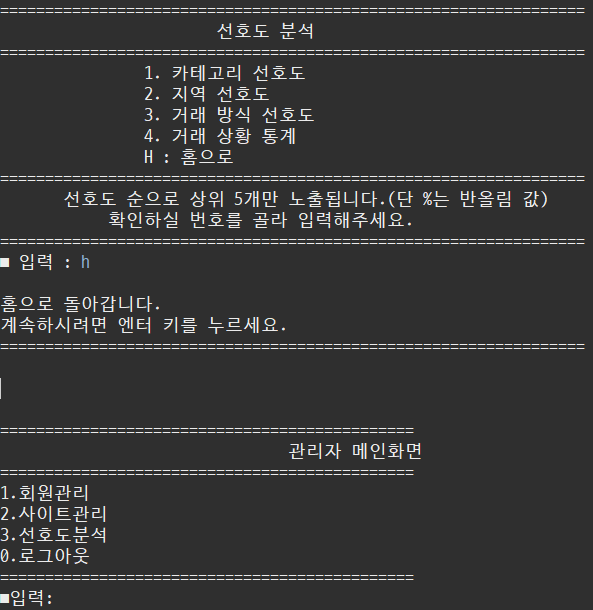 =================================================================
선호도 분석
=================================================================
1. 카테고리 선호도
2. 지역 선호도
3. 거래 방식 선호도
4. 거래 상황 통계
H : 홈으로
=================================================================
선호도 순으로 상위 5개만 노출됩니다.(단 %는 반올림 값)
확인하실 번호를 골라 입력해주세요.
=================================================================
■ 입력 : h
홈으로 돌아갑니다.
계속하시려면 엔터 키를 누르세요.
=================================================================
==============================================
관리자 메인화면
==============================================
1.회원관리
2.사이트관리
3.선호도분석
0.로그아웃
==============================================
■입력: